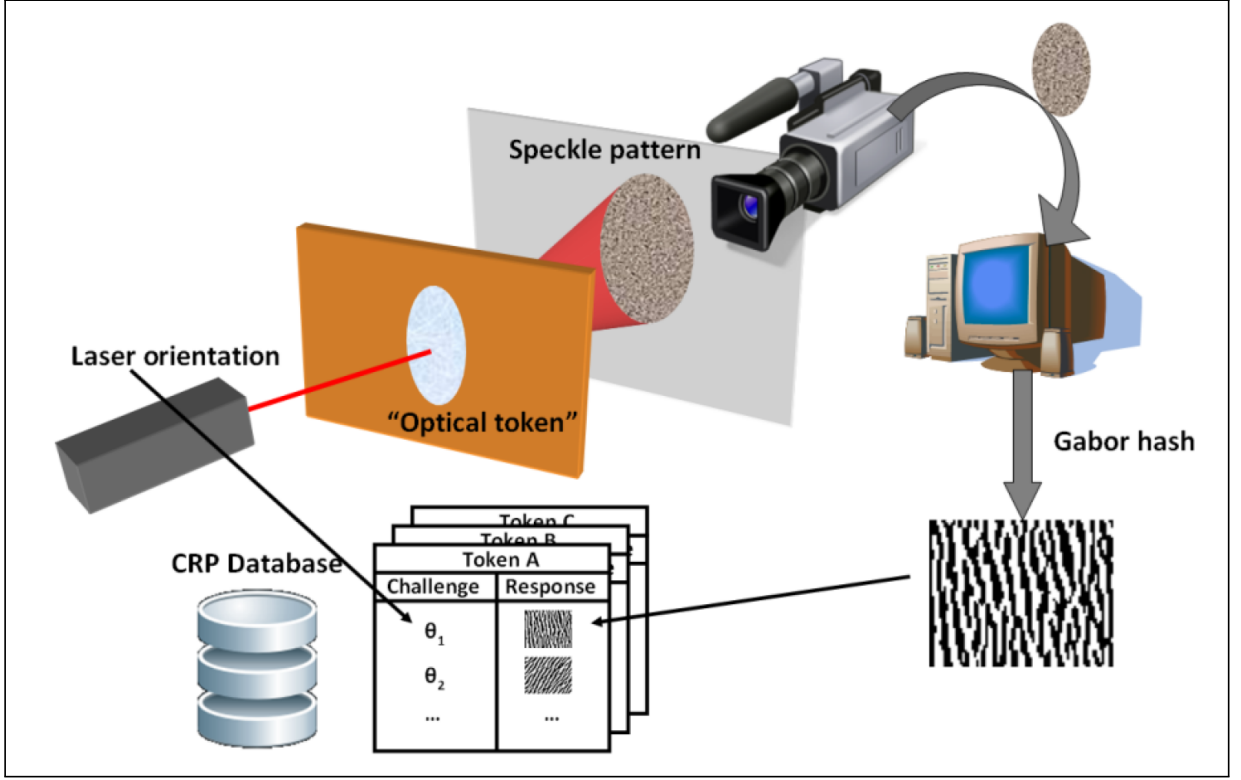 Speckle pattern
Laser orientation
“Optical token”
Gabor hash
CRP Database
Token C
Token B
Token A
Challenge Response
θ1
θ2
... ...